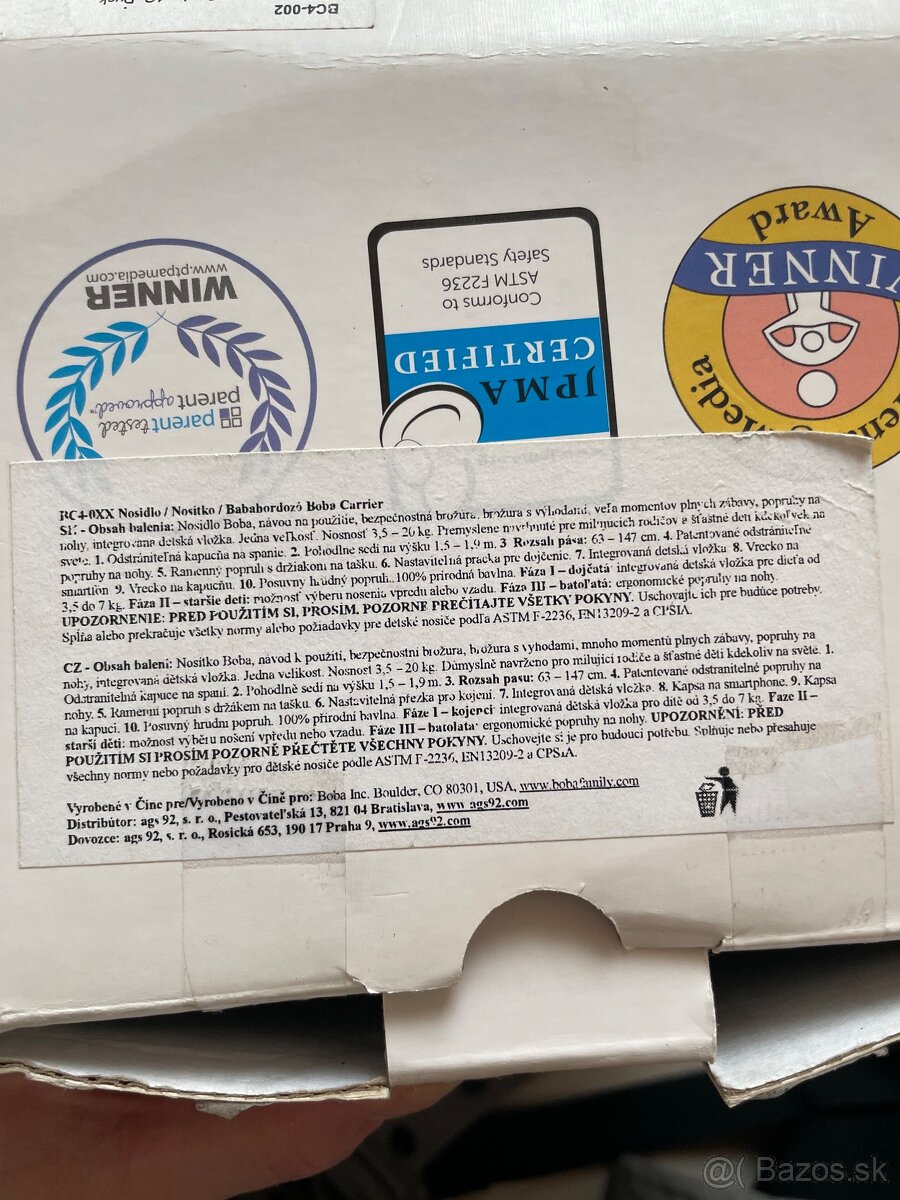 BC4-002
WINNER
www.ptpamedia.com
parent tested
parent approved™
Conforms to
ASTM F2236
Safety Standards
JPMA
CERTIFIED
WINNER
Award
Media
BC4-0XX Nosidlo / Nosítko / Babahordozó Boba Carrier
SK - Obsah balenia: Nosidlo Boba, návou na použitie, bezpečnostná brožúra, brožúra s výhodami, veľa momentov plných zábavy, popruhy na
nohy, integrovaná detská vložka. Jedna veľkosť. Nosnosť 3,5 – 20 kg. Premyslene navrhnuté pre milujúcich rodičov a šťastné deti kdekoľvek na
svete. 1. Odstrániteľná kapucňa na spanie. 2. Pohodlne sedí na výšku 1,5 – 1,9 m. 3 Rozsah pása: 63 – 147 cm. 4. Patentované odstrániteľné
popruhy na nohy. 5. Ramenný popruh s držiakom na tašku. 6. Nastaviteľná pracka pre dojčenie. 7. Integrovaná detská vložka 8. Vrecko na
smartfón 9. Vrecko na kapucňu. 10. Posuvný hrudný popruh. 100% prírodná bavlna. Fáza I – dojčatá: integrovaná detská vložka pre dieťa od
3,5 do 7 kg. Fáza II – staršie deti: možnosť výberu nosenia vpredu alebo vzadu. Fáza III – batoľatá: ergonomické popruhy na nohy.
UPOZORNENIE: PRED POUŽITÍM SI, PROSÍM, POZORNE PREČÍTAJTE VŠETKY POKYNY. Uschovajte ich pre budúce potreby.
Spĺňa alebo prekračuje všetky normy alebo požiadavky pre detské nosiče podľa ASTM F-2236, EN13209-2 a CPSIA.
CZ - Obsah balení: Nosítko Boba, návod k použití, bezpečnostní brožura, brožura s výhodami, mnoho momentů plných zábavy, popruhy na
nohy, integrovaná dětská vložka. Jedna velikost. Nosnost 3,5 – 20 kg. Důmyslně navrženo pro milující rodiče a šťastné děti kdekoliv na světě. 1.
Odstranitelná kapuce na spaní. 2. Pohodlně sedí na výšku 1,5 – 1,9 m. 3. Rozsah pasu: 63 – 147 cm. 4. Patentované odstranitelné popruhy na
nohy. 5. Ramenní popruh s držákem na tašku. 6. Nastavitelná přezka pro kojení. 7. Integrovaná dětská vložka. 8. Kapsa na smartphone. 9. Kapsa
na kapuci. 10. Posuvný hrudní popruh. 100% přírodní bavlna. Fáze I – kojenci: integrovaná dětská vložka pro dítě od 3,5 do 7 kg. Fáze II –
starší děti: možnost výběru nošení vpředu nebo vzadu. Fáze III – batolata: ergonomické popruhy na nohy. UPOZORNĚNÍ: PŘED
POUŽITÍM SI PROSÍM POZORNĚ PŘEČTĚTE VŠECHNY POKYNY. Uschovejte si je pro budoucí potřebu. Splňuje nebo přesahuje
všechny normy nebo požadavky pro dětské nosiče podle ASTM F-2236, EN13209-2 a CPSIA.
Vyrobené v Číne pre/Vyrobeno v Číně pro: Boba Inc. Boulder, CO 80301, USA, www.bobafamily.com
Distribútor: ags 92, s. r. o., Pestovateľská 13, 821 04 Bratislava, www.ags92.com
Dovozce: ags 92, s. r. o., Rosická 653, 190 17 Praha 9, www.ags92.com
@( Bazos.sk